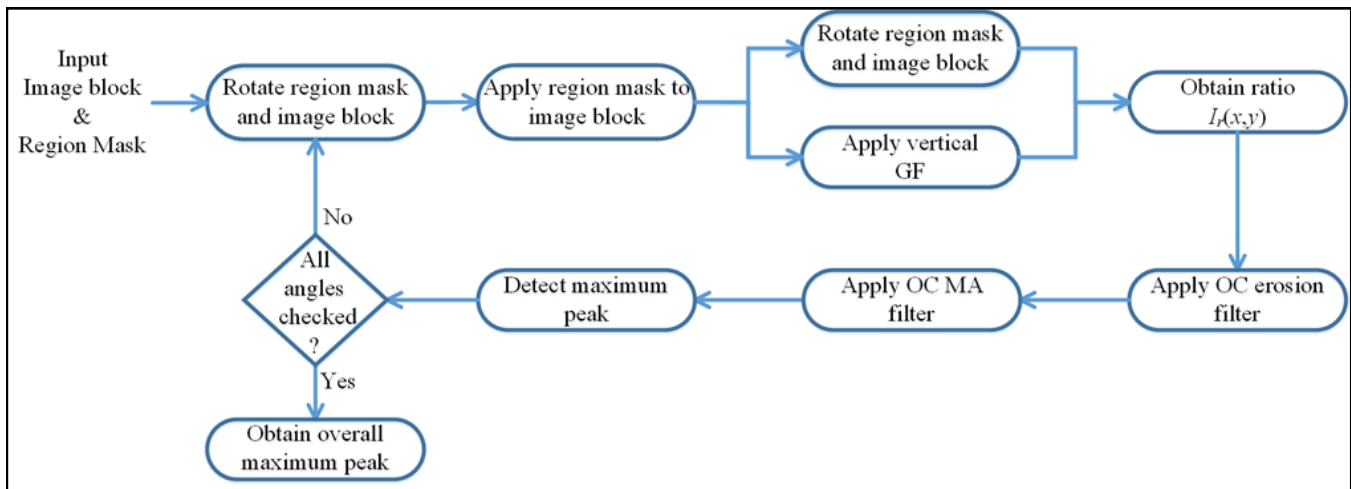 Input
Image block
&
Region Mask
Rotate region mask
and image block
Apply region mask to
image block
Rotate region mask
and image block
Apply vertical
GF
Obtain ratio
Ir(x,y)
Apply OC erosion
filter
Apply OC MA
filter
Detect maximum
peak
All
angles
checked
?
No
Yes
Obtain overall
maximum peak